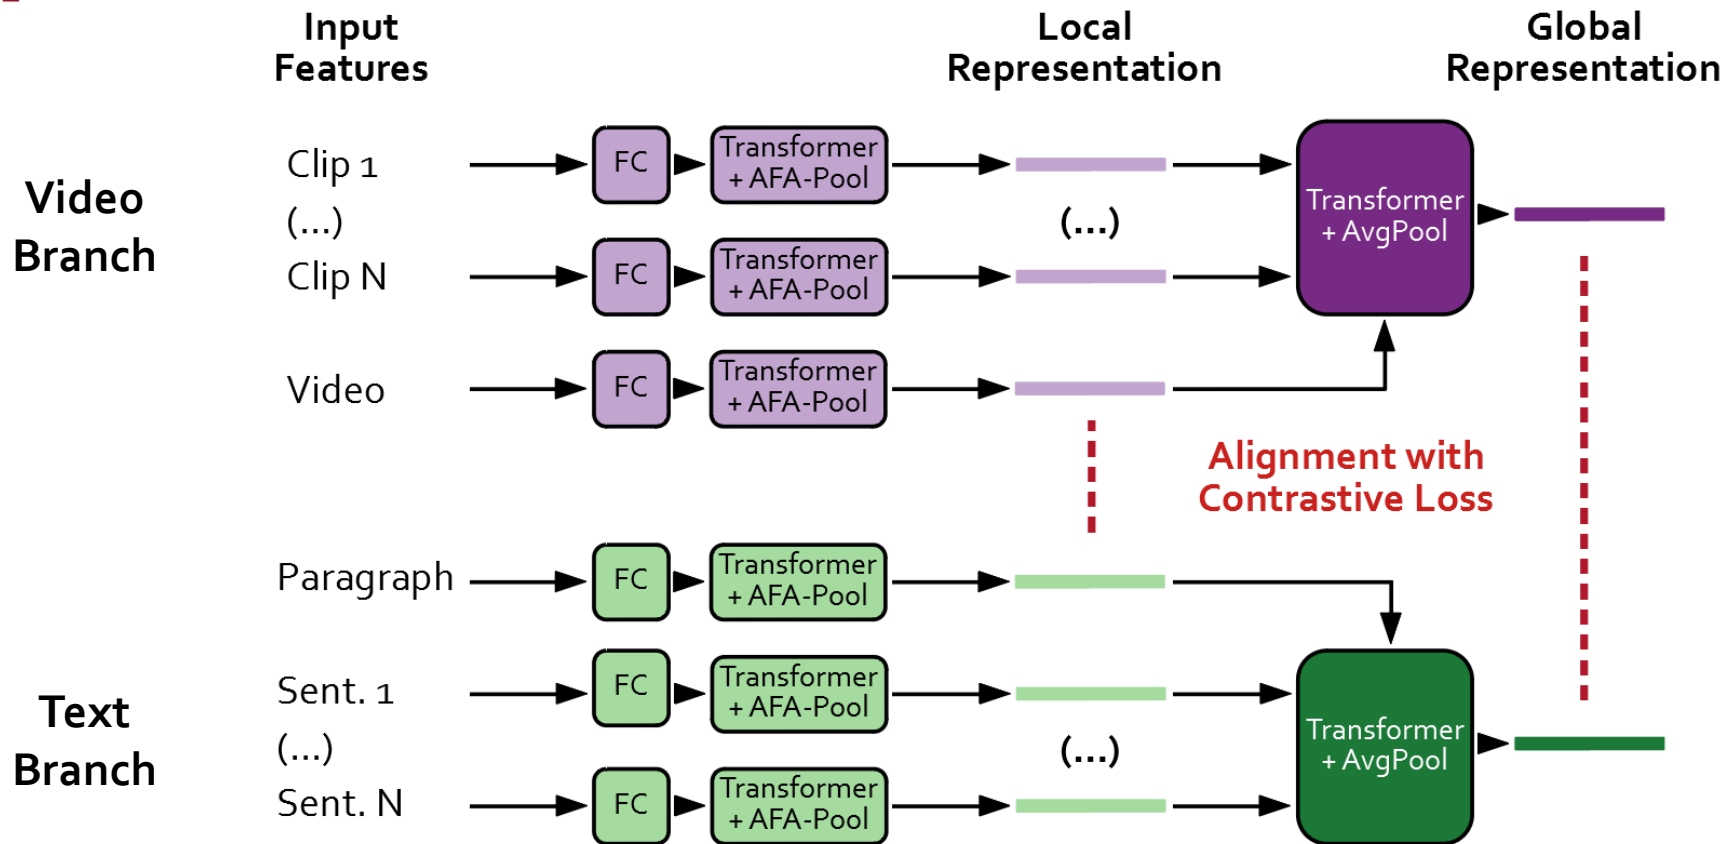 Input
Features
Local
Representation
Global
Representation
Video
Branch
Clip 1
FC
Transformer
+ AFA-Pool
(...)
(...)
Clip N
FC
Transformer
+ AFA-Pool
Transformer
+ AvgPool
Video
FC
Transformer
+ AFA-Pool
Alignment with
Contrastive Loss
Paragraph
FC
Transformer
+ AFA-Pool
Text
Branch
Sent. 1
FC
Transformer
+ AFA-Pool
(...)
(...)
Sent. N
FC
Transformer
+ AFA-Pool
Transformer
+ AvgPool